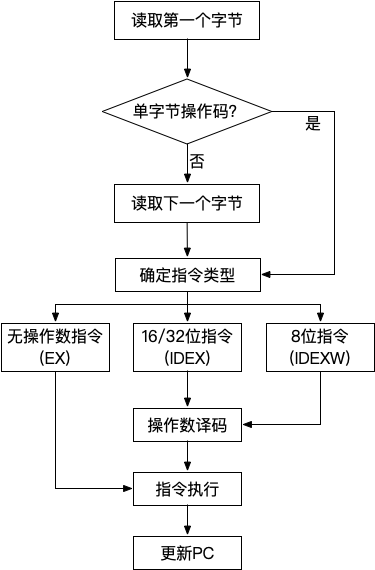 读取第一个字节
单字节操作码?
是
否
读取下一个字节
确定指令类型
无操作数指令
(EX)
16/32位指令
(IDEX)
8位指令
(IDEXW)
操作数译码
指令执行
更新PC